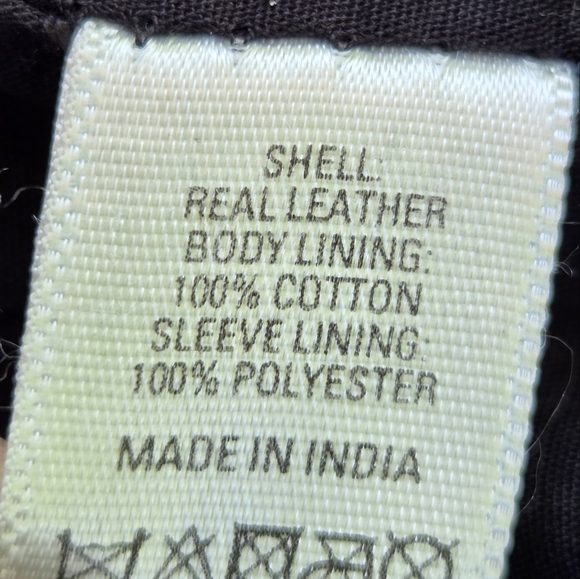 SHELL:
REAL LEATHER
BODY LINING:
100% COTTON
SLEEVE LINING:
100% POLYESTER
MADE IN INDIA